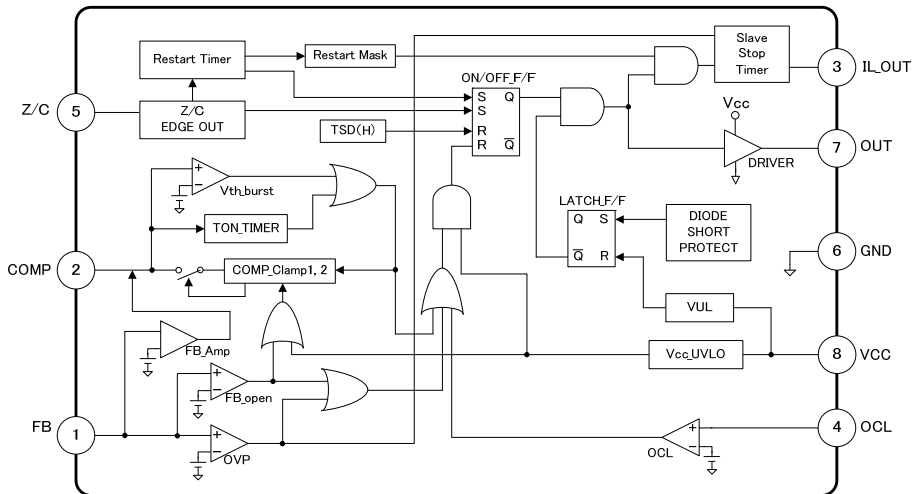 Slave
Stop
Timer
Restart Timer
Restart Mask
3
IL_OUT
ON/OFF_F/F
Z/C
5
Z/C
EDGE OUT
S
Q
S
TSD(H)
R
R
Q
Vcc
7
OUT
DRIVER
Vth_burst
LATCH_F/F
Q
S
DIODE
SHORT
PROTECT
TON_TIMER
Q
R
6
GND
COMP
2
COMP_Clamp1, 2
VUL
FB_Amp
Vcc_UVLO
8
VCC
FB_open
FB
1
OVP
OCL
4
OCL